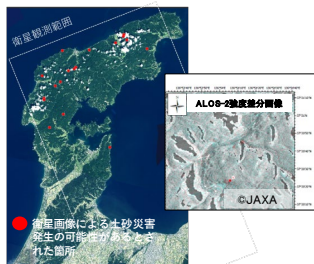 衛星観測範囲
ALOS-2強度差分画像
©JAXA
衛星画像による土砂災害
発生の可能性があるとさ
れた箇所